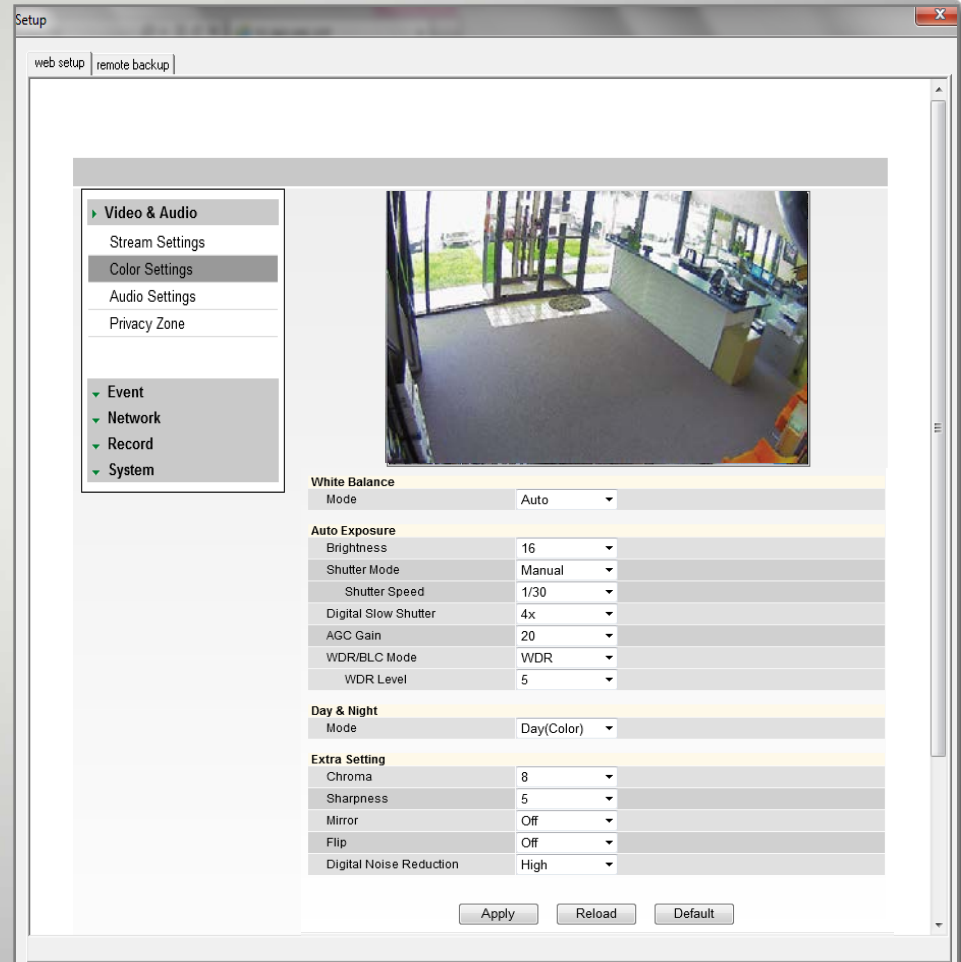 Setup
web setup remote backup
Video & Audio
Stream Settings
Color Settings
Audio Settings
Privacy Zone
Event
Network
Record
System
White Balance
Mode Auto
Auto Exposure
Brightness 16
Shutter Mode Manual
Shutter Speed 1/30
Digital Slow Shutter 4x
AGC Gain 20
WDR/BLC Mode WDR
WDR Level 5
Day & Night
Mode Day(Color)
Extra Setting
Chroma 8
Sharpness 5
Mirror Off
Flip Off
Digital Noise Reduction High
Apply Reload Default